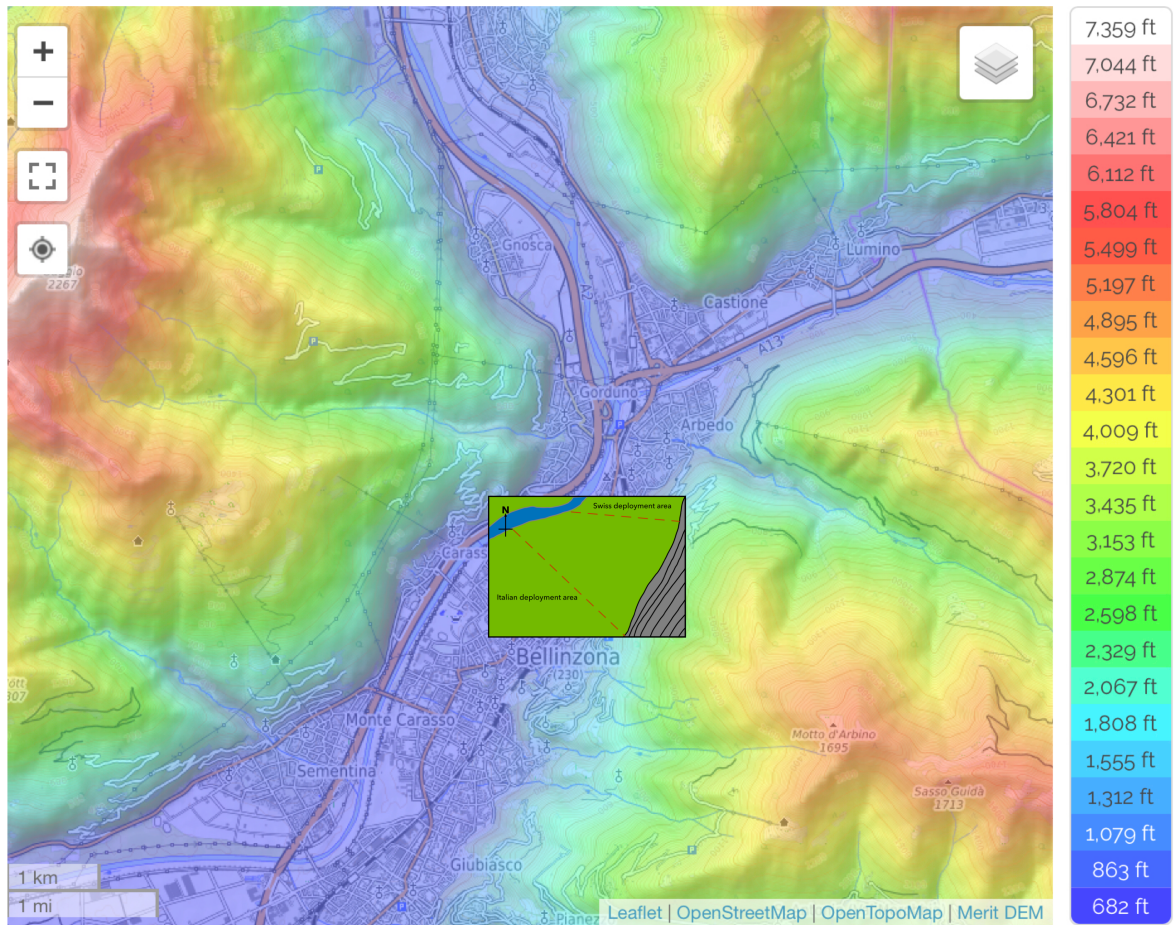 +
−
Gnosca
2267
A2
Lumino
Castione
A13
A13
Gorduno
Arbedo
N
Swiss deployment area
Carass
Italian deployment area
Bellinzona
(230)
Monte Carasso
Motto d'Arbino
1695
Sementina
Sasso Guidà
1713
Giubiasco
1 km
1 mi
Leaflet | OpenStreetMap | OpenTopoMap | Merit DEM
7,359 ft
7,044 ft
6,732 ft
6,421 ft
6,112 ft
5,804 ft
5,499 ft
5,197 ft
4,895 ft
4,596 ft
4,301 ft
4,009 ft
3,720 ft
3,435 ft
3,153 ft
2,874 ft
2,598 ft
2,329 ft
2,067 ft
1,808 ft
1,555 ft
1,312 ft
1,079 ft
863 ft
682 ft